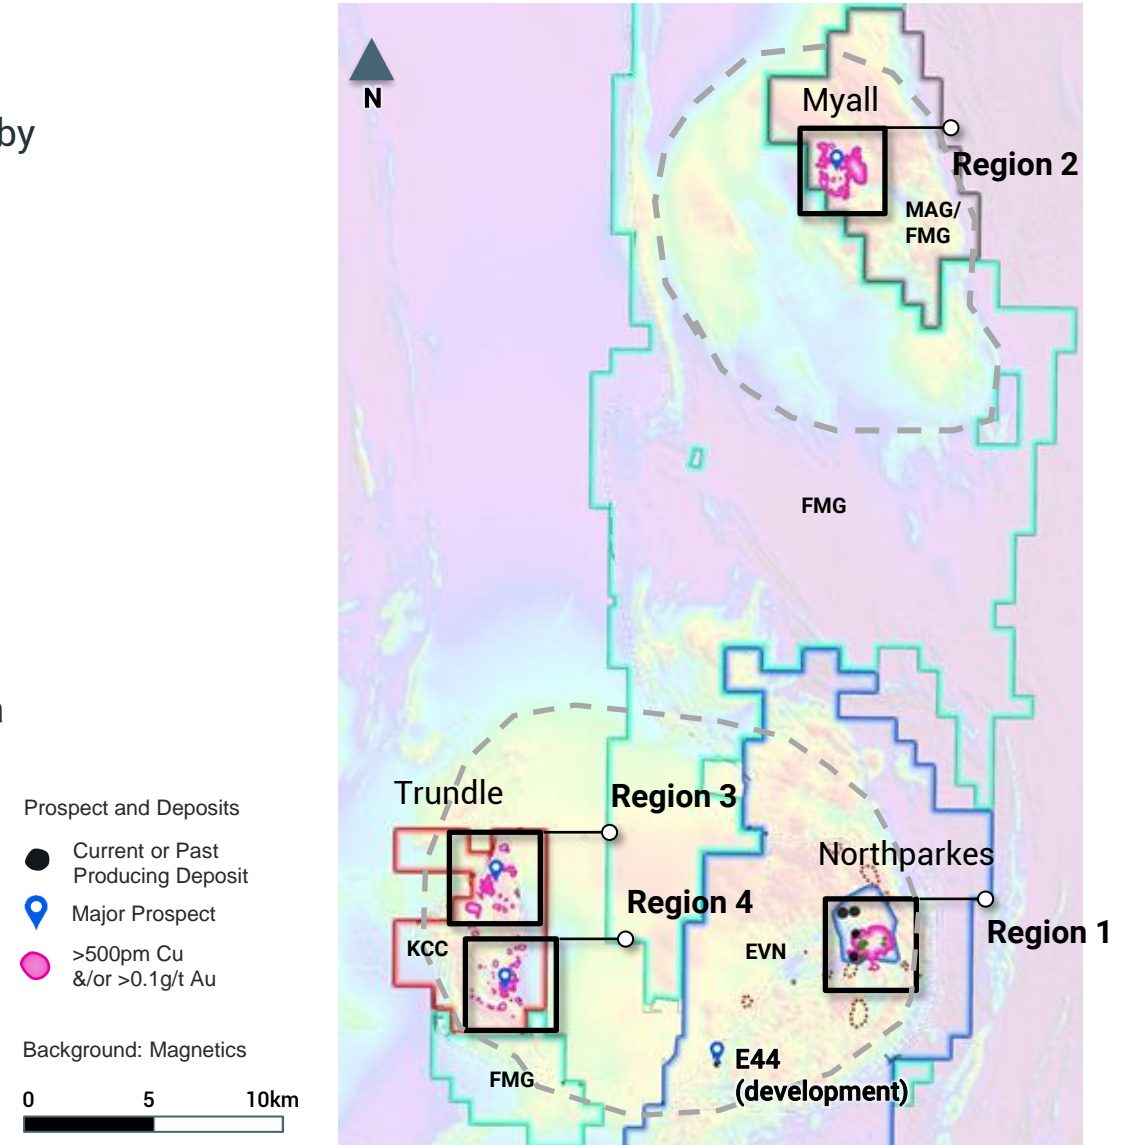 by
N
Myall
Region 2
MAG/
FMG
FMG
Trundle
Region 3
Northparkes
Region 4
KCC
EVN
Region 1
E44
(development)
FMG
Prospect and Deposits
Current or Past
Producing Deposit
Major Prospect
>500pm Cu
&/or >0.1g/t Au
Background: Magnetics
0 5 10km